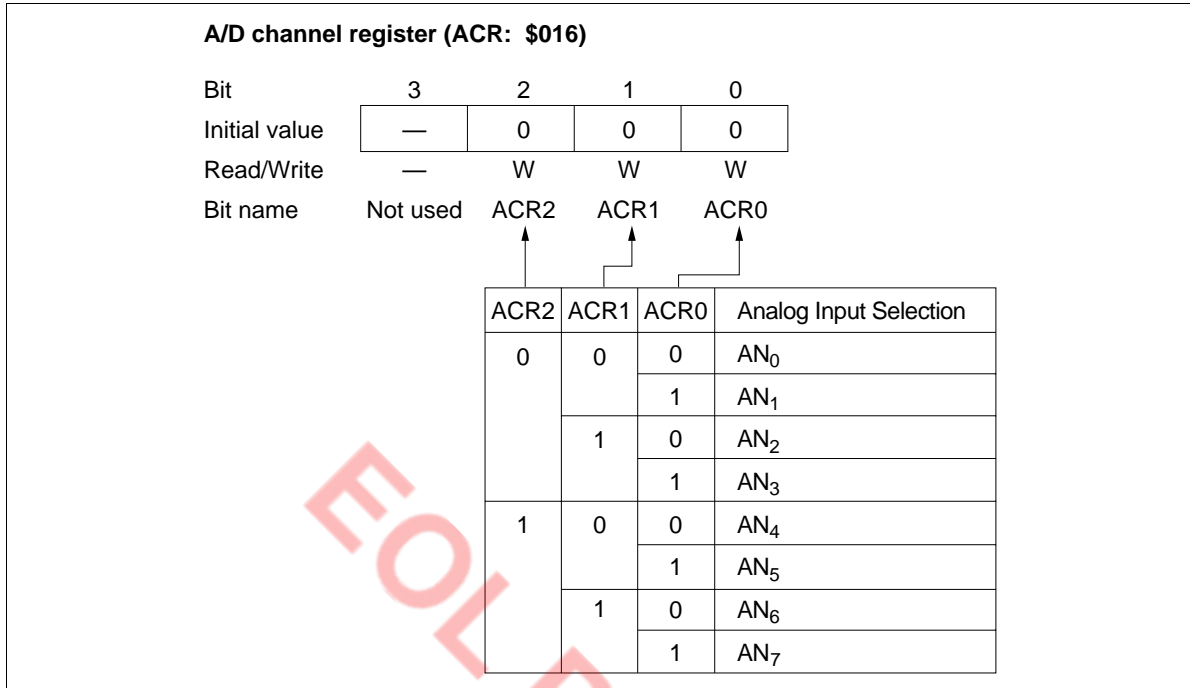 A/D channel register (ACR: $016)
Bit 3 2 1 0
Initial value — 0 0 0
Read/Write — W W W
Bit name Not used ACR2 ACR1 ACR0
ACR2 ACR1 ACR0 Analog Input Selection
0 0 0 AN0
1 AN1
1 0 AN2
1 AN3
1 0 0 AN4
1 AN5
1 0 AN6
1 AN7
EOL